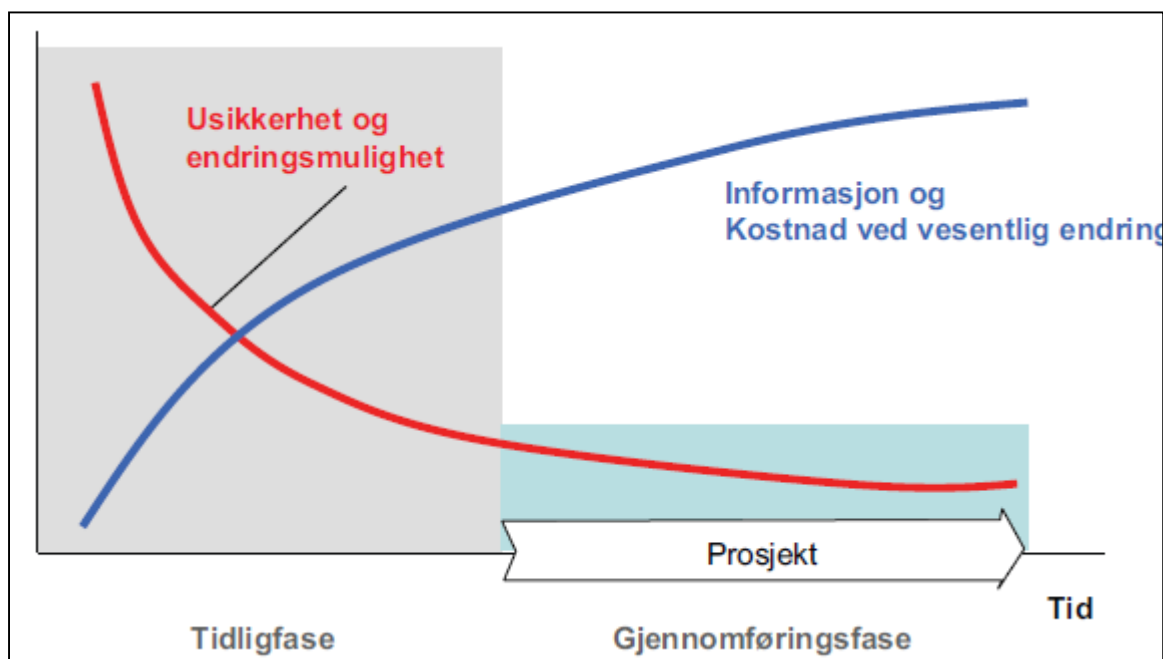 Usikkerhet og
endringsmulighet
Informasjon og
Kostnad ved vesentlig endring
Prosjekt
Tid
Tidligfase
Gjennomføringsfase